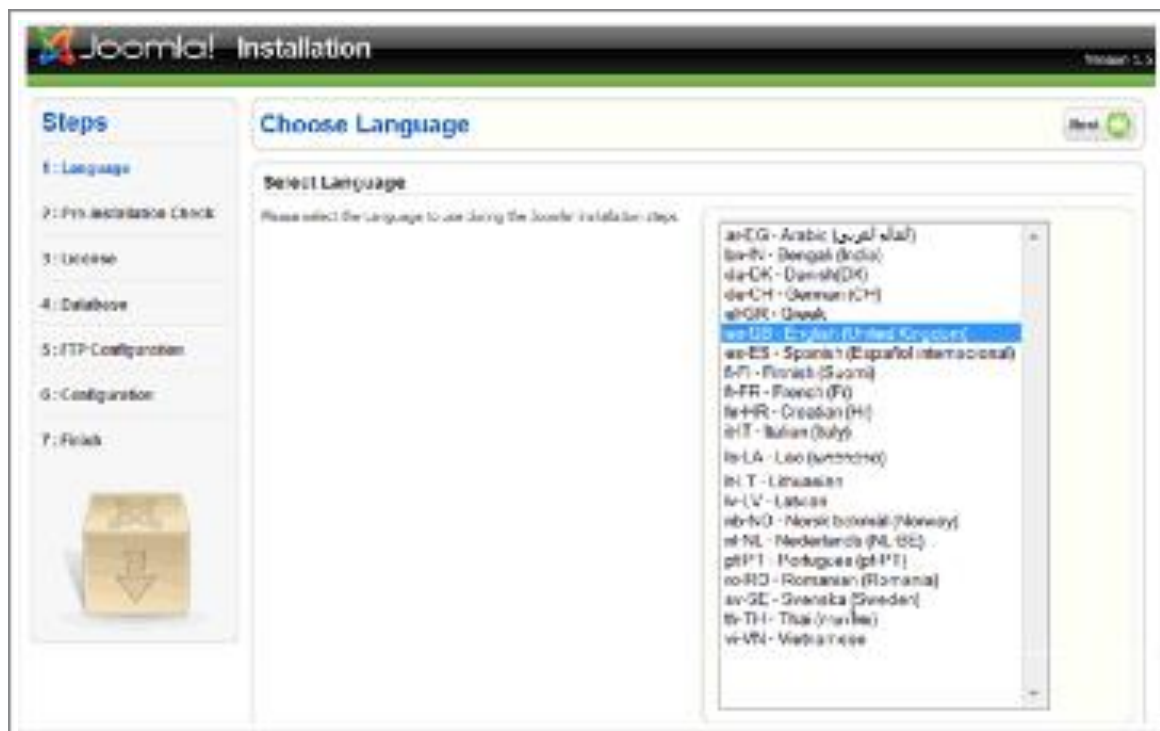 Joomla! Installation
Version 1.5
Steps
1 : Language
2 : Pre-installation Check
3 : License
4 : Database
5 : FTP Configuration
6 : Configuration
7 : Finish
Choose Language
Next
Select Language
Please select the language to use during the Joomla! installation steps
ar-EG - Arabic
bn-IN - Bengali (India)
da-DK - Danish(DK)
de-CH - German (CH)
el-GR - Greek
en-GB - English (United Kingdom)
es-ES - Spanish (Español internacional)
fi-FI - Finnish (Suomi)
fr-FR - French (Fr)
hr-HR - Croatian (Hr)
it-IT - Italian (Italy)
lo-LA - Lao
lt-LT - Lithuanian
lv-LV - Latvian
nb-NO - Norsk bokmål (Norway)
nl-NL - Nederlands (NL-BE)
pt-PT - Portugues (pt-PT)
ro-RO - Romanian (Romania)
sv-SE - Svenska (Sweden)
th-TH - Thai
vi-VN - Vietnamese